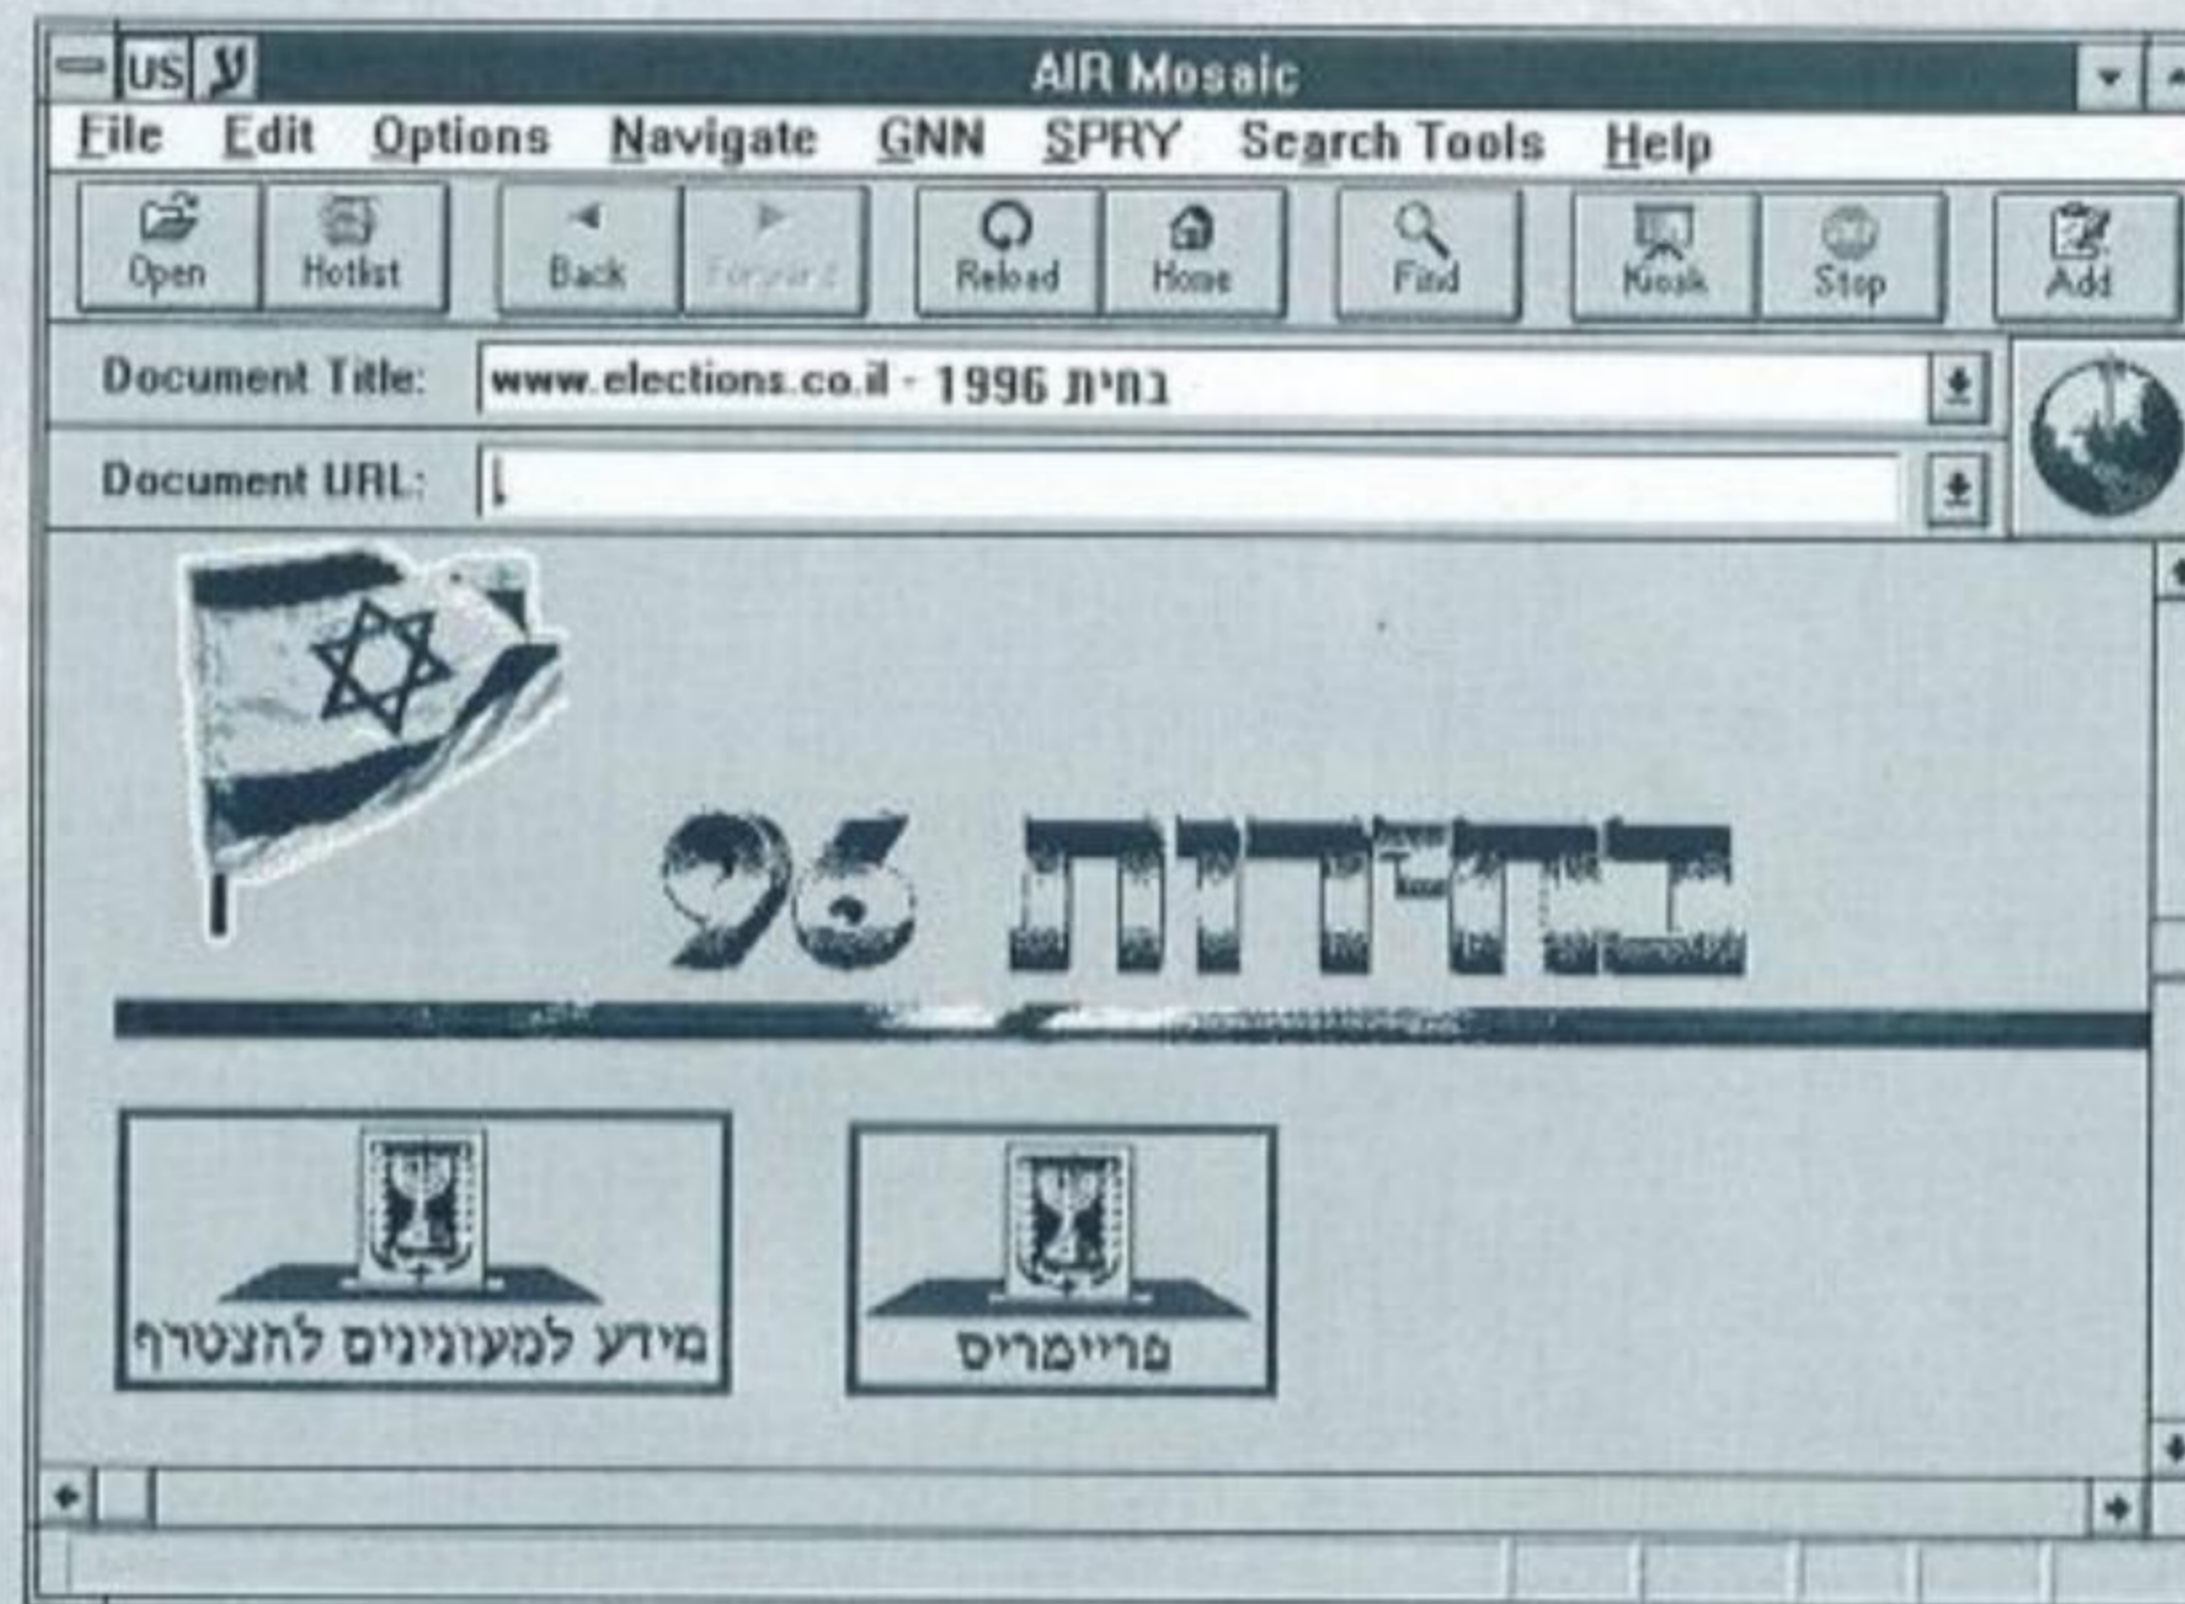 US ע AIR Mosaic
File Edit Options Navigate GNN SPRY Search Tools Help
Open Hotlist Back Forward Reload Home Find Kiosk Stop Add
Document Title: www.elections.co.il - 1996 בחית
Document URL:
בחירות 96
מידע למעונינים להצטרף
פריימריס